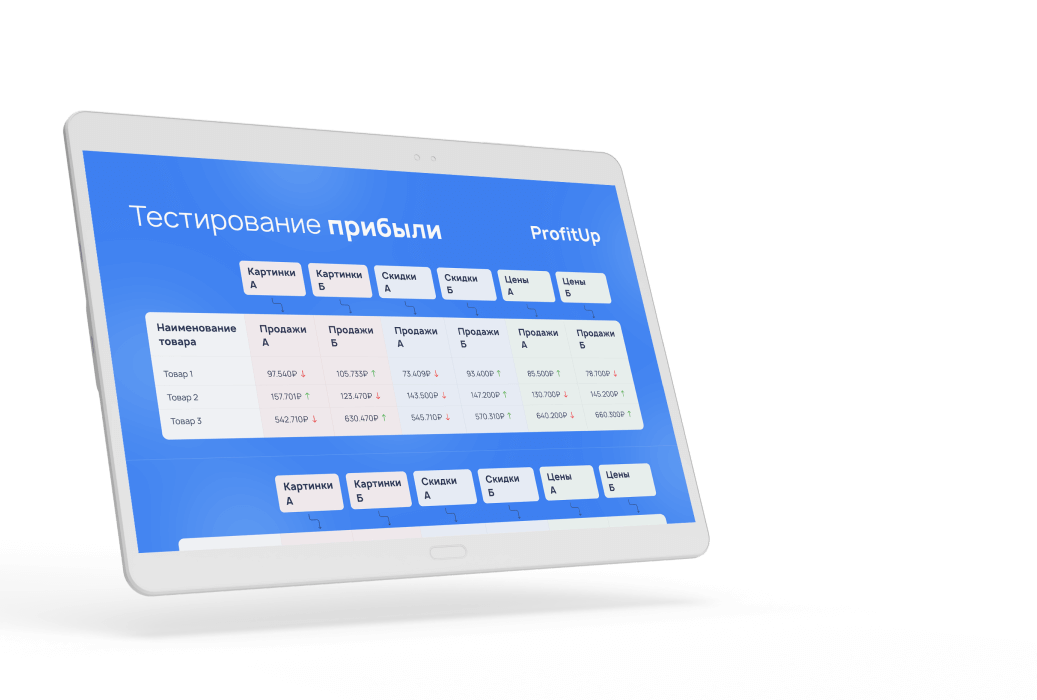 Тестирование прибыли
ProfitUp
Картинки А
Картинки Б
Скидки А
Скидки Б
Цены А
Цены Б
Наименование товара
Продажи А
Продажи Б
Продажи А
Продажи Б
Продажи А
Продажи Б
Товар 1 97.540₽ ↓ 105.733₽ ↑ 73.409₽ ↓ 93.400₽ ↑ 85.500₽ ↑ 78.700₽ ↓
Товар 2 157.701₽ ↑ 123.470₽ ↓ 143.500₽ ↓ 147.200₽ ↑ 130.700₽ ↓ 145.200₽ ↑
Товар 3 542.710₽ ↓ 630.470₽ ↑ 545.710₽ ↓ 570.310₽ ↑ 640.200₽ ↓ 660.300₽ ↑
Картинки А
Картинки Б
Скидки А
Скидки Б
Цены А
Цены Б